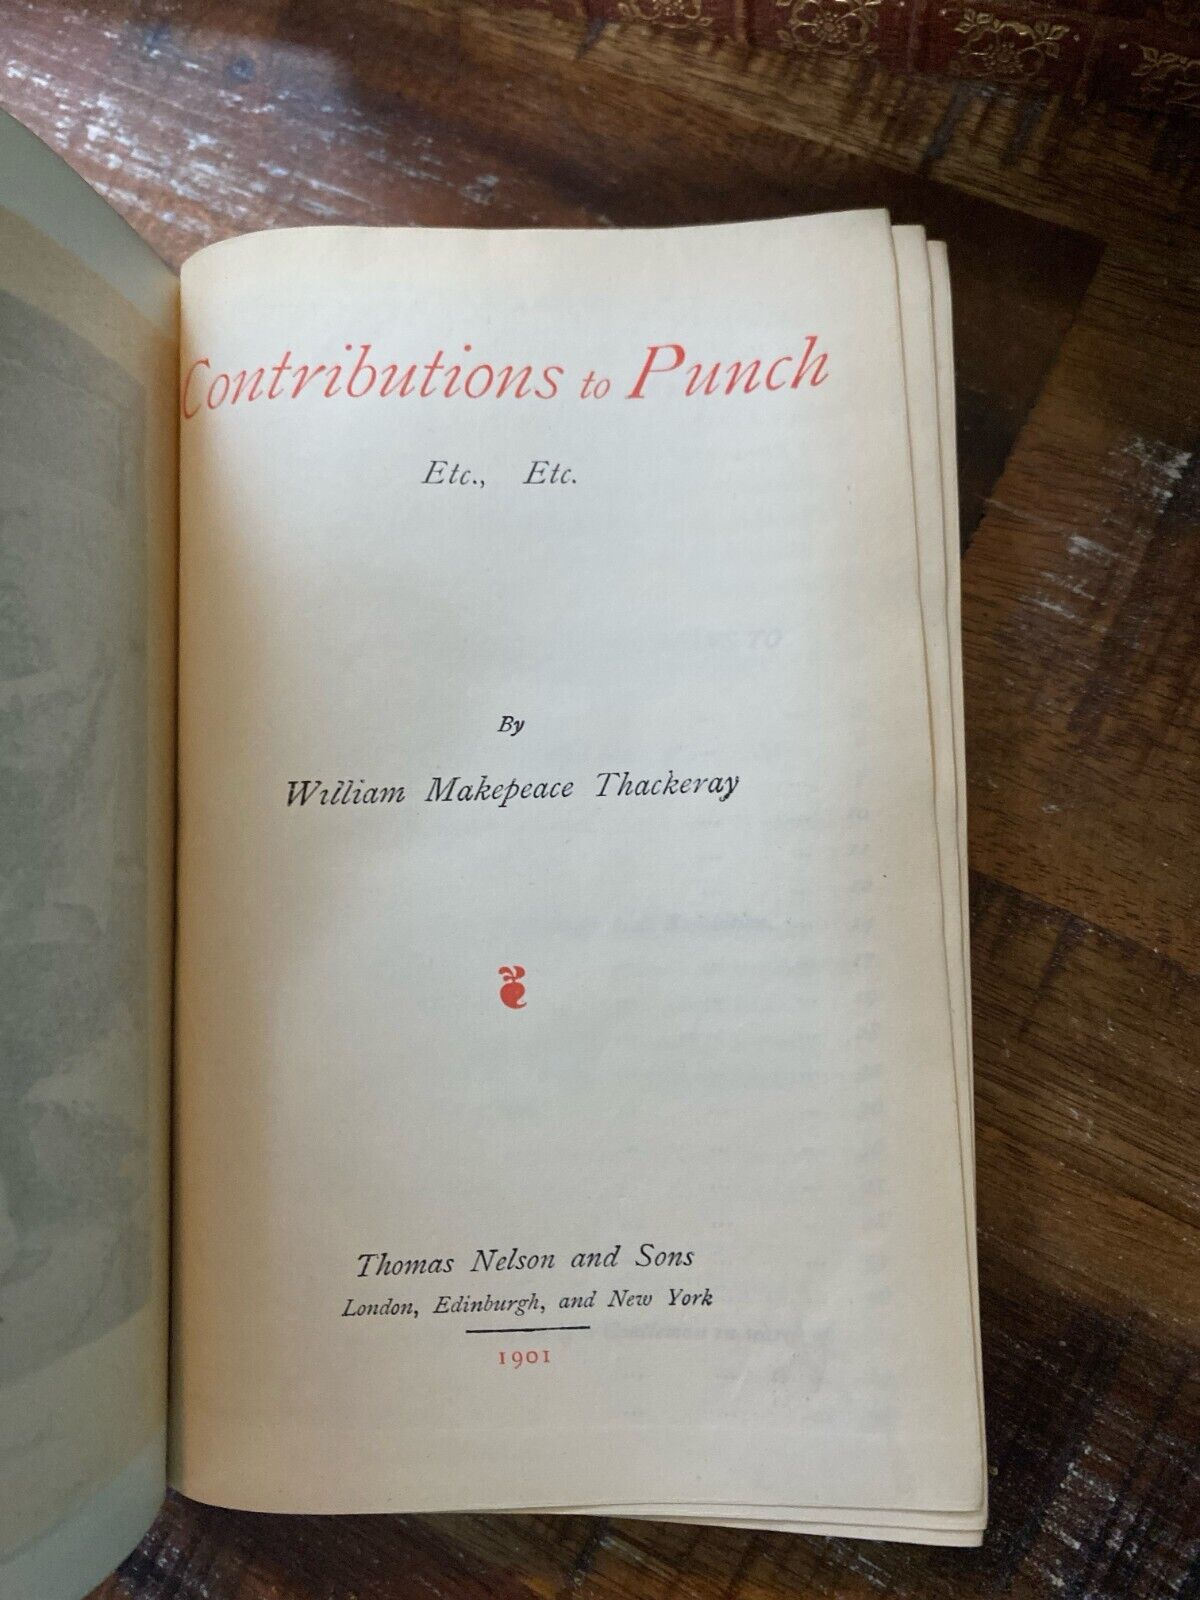 Contributions to Punch
Etc., Etc.
By
William Makepeace Thackeray
Thomas Nelson and Sons
London, Edinburgh, and New York
1901